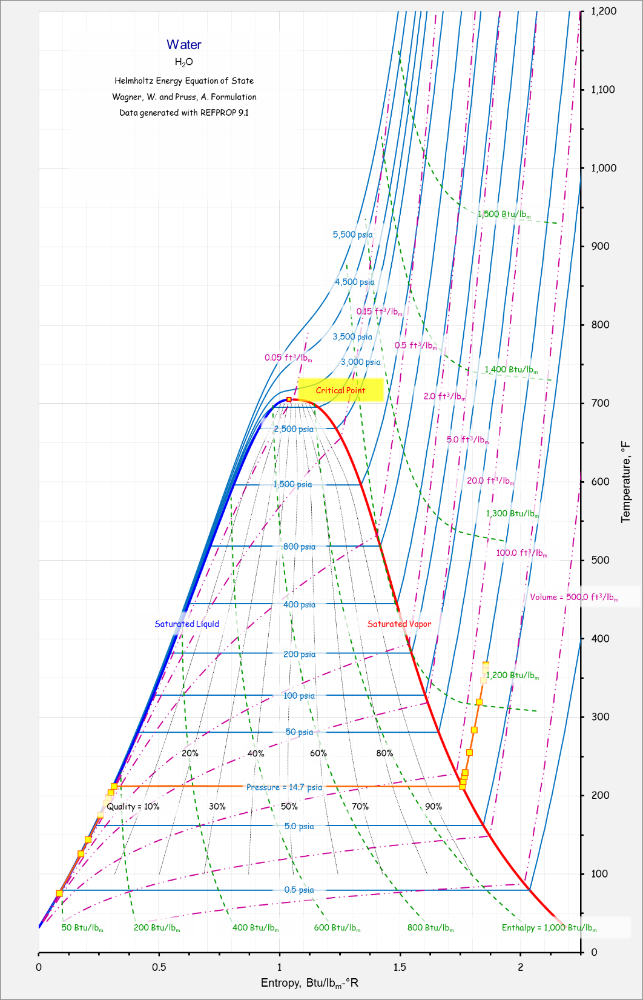 1,200
Water
H₂O
Helmholtz Energy Equation of State
Wagner, W. and Pruss, A. Formulation
Data generated with REFPROP 9.1
1,100
1,000
1,500 Btu/lbₘ
5,500 psia
900
4,500 psia
0.15 ft³/lbₘ
800
3,500 psia
0.5 ft³/lbₘ
0.05 ft³/lbₘ
3,000 psia
1,400 Btu/lbₘ
Critical Point
2.0 ft³/lbₘ
700
2,500 psia
5.0 ft³/lbₘ
Temperature, °F
1,500 psia
20.0 ft³/lbₘ
600
1,300 Btu/lbₘ
800 psia
100.0 ft³/lbₘ
500
Volume = 500.0 ft³/lbₘ
400 psia
Saturated Liquid
Saturated Vapor
400
200 psia
1,200 Btu/lbₘ
100 psia
300
50 psia
20%
40%
60%
80%
Pressure = 14.7 psia
200
Quality = 10%
30%
50%
70%
90%
5.0 psia
100
0.5 psia
50 Btu/lbₘ
200 Btu/lbₘ
400 Btu/lbₘ
600 Btu/lbₘ
800 Btu/lbₘ
Enthalpy = 1,000 Btu/lbₘ
0
0
0.5
1
1.5
2
Entropy, Btu/lbₘ-°R